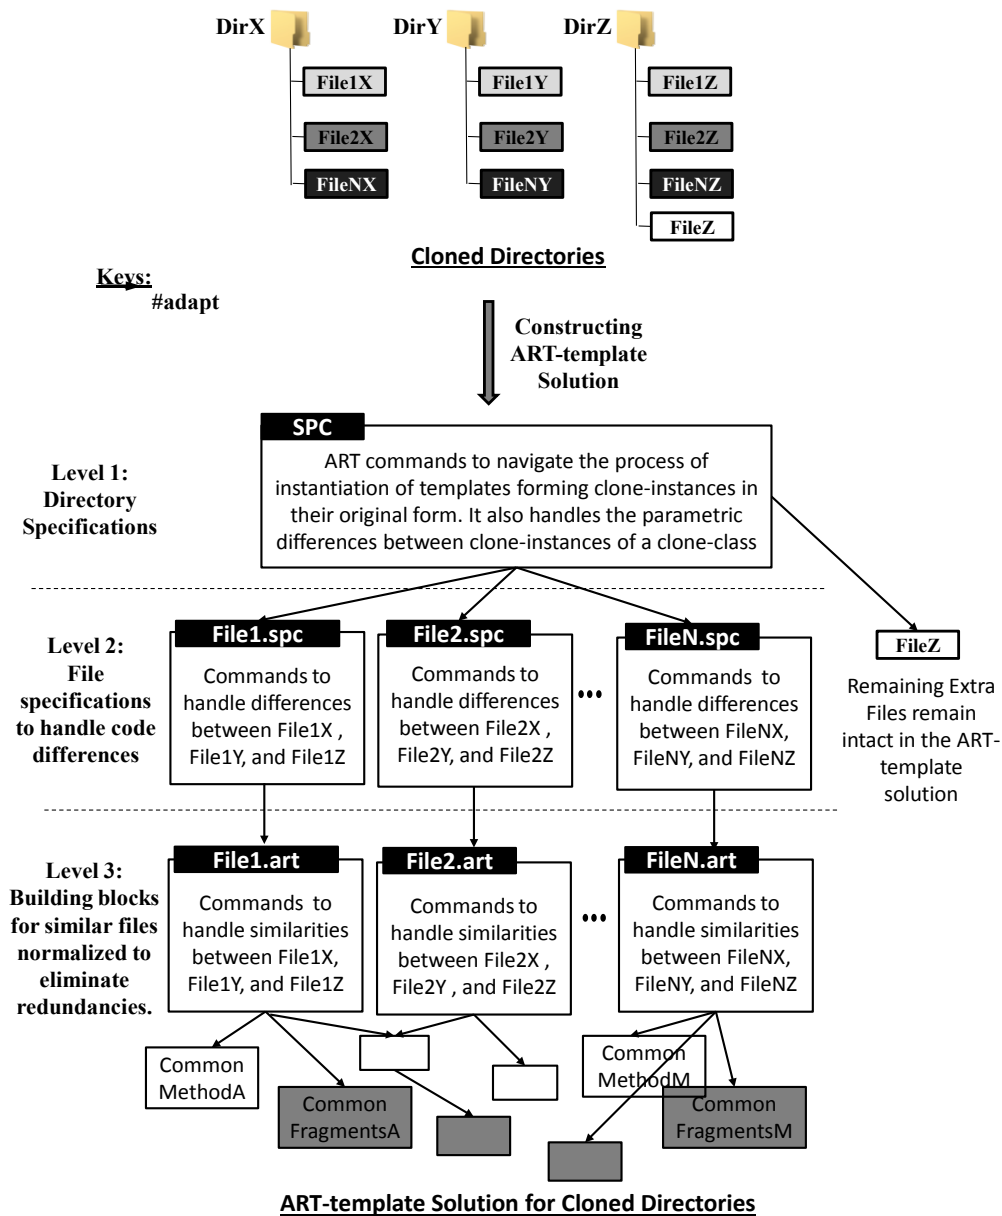 DirX
DirY
DirZ
File1X
File1Y
File1Z
File2X
File2Y
File2Z
FileNX
FileNY
FileNZ
FileZ
Cloned Directories
Keys:
#adapt
Constructing
ART-template
Solution
SPC
ART commands to navigate the process of
instantiation of templates forming clone-instances in
their original form. It also handles the parametric
differences between clone-instances of a clone-class
Level 1:
Directory
Specifications
Level 2:
File
specifications
to handle code
differences
File1.spc
Commands to
handle differences
between File1X ,
File1Y, and File1Z
File2.spc
Commands to
handle differences
between File2X ,
File2Y, and File2Z
...
FileN.spc
Commands to
handle differences
between FileNX,
FileNY, and FileNZ
FileZ
Remaining Extra
Files remain
intact in the ART-
template
solution
Level 3:
Building blocks
for similar files
normalized to
eliminate
redundancies.
File1.art
Commands to
handle similarities
between File1X,
File1Y, and File1Z
File2.art
Commands to
handle similarities
between File2X ,
File2Y , and File2Z
...
FileN.art
Commands to
handle similarities
between FileNX,
FileNY, and FileNZ
Common
MethodA
Common
FragmentsA
Common
MethodM
Common
FragmentsM
ART-template Solution for Cloned Directories